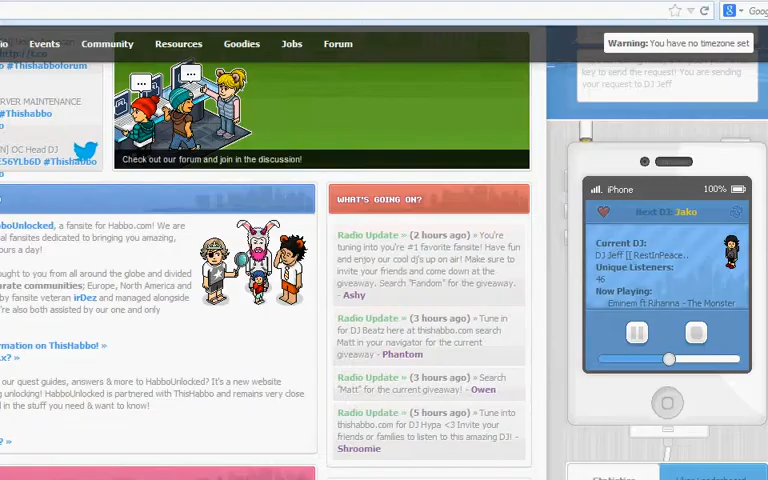 Goog
io Events Community Resources Goodies Jobs Forum
Warning: You have no timezone set
http://t.co
#Thishabboforum
key to send the request! You are sending
your request to DJ Jeff
SERVER MAINTENANCE
#Thishabbo
OC Head DJ
#Thishabbo
Check out our forum and join in the discussion!
WHAT'S GOING ON?
iPhone 100%
Next DJ: Jako
Current DJ:
DJ Jeff [[ RestInPeace..
Unique Listeners:
46
Now Playing:
Eminem ft Rihanna - The Monster
boUnlocked, a fansite for Habbo.com! We are
al fansites dedicated to bringing you amazing,
ours a day!
ought to you from all around the globe and divided
arate communities; Europe, North America and
by fansite veteran irDez and managed alongside
're also both assisted by our one and only
rmation on ThisHabbo! »
x? »
our quest guides, answers & more to HabboUnlocked? It's a new website
g unlocking! HabboUnlocked is partnered with ThisHabbo and remains very close
d in the stuff you need & want to know!
? »
Radio Update » (2 hours ago) » You're
tuning into you're #1 favorite fansite! Have fun
and enjoy our cool dj's up on air! Make sure to
invite your friends and come down at the
giveaway. Search "Fandom" for the giveaway.
- Ashy
Radio Update » (3 hours ago) » Tune in
for DJ Beatz here at thishabbo.com search
Matt in your navigator for the current
giveaway - Phantom
Radio Update » (3 hours ago) » Search
"Matt" for the current giveaway! - Owen
Radio Update » (5 hours ago) » Tune into
thishabbo.com for DJ Hypa <3 Invite your
friends or families to listen to this amazing DJ! -
Shroomie
Statistics